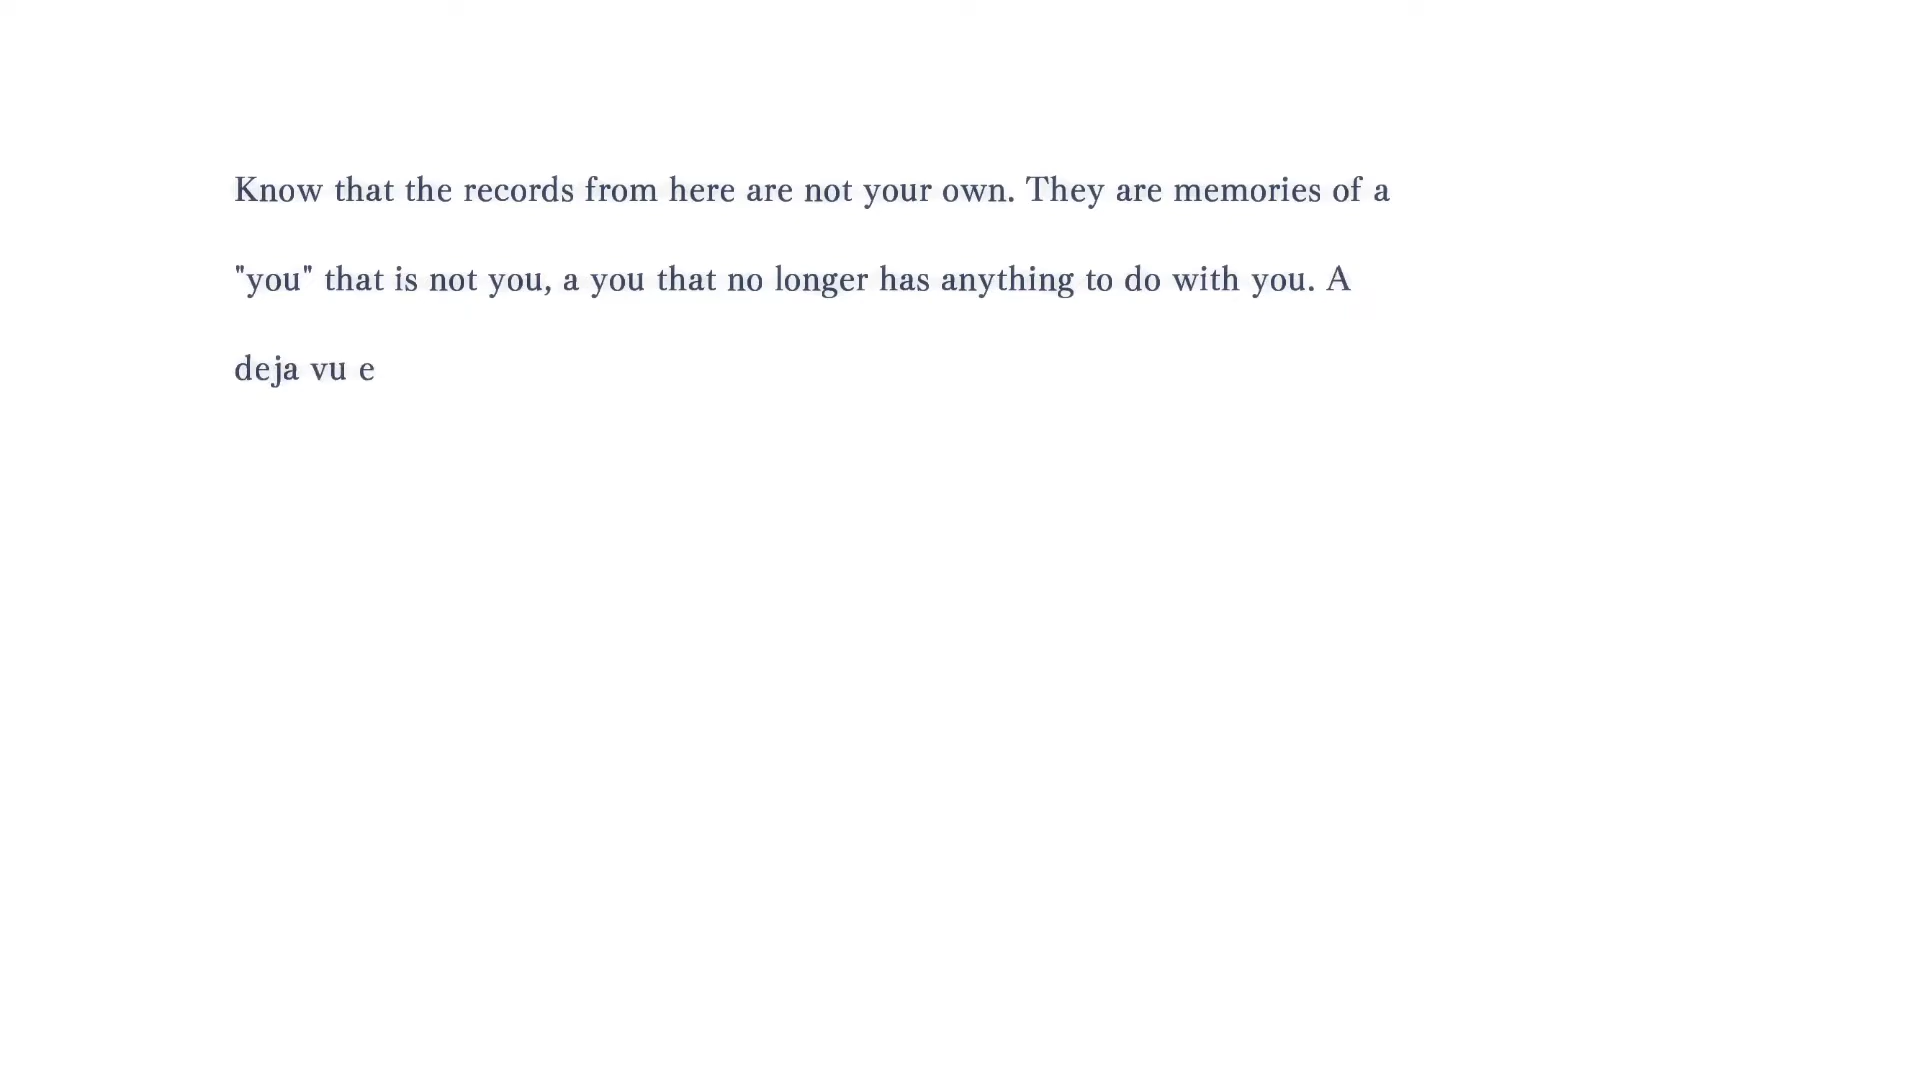 Know that the records from here are not your own. They are memories of a
"you" that is not you, a you that no longer has anything to do with you. A
deja vu e